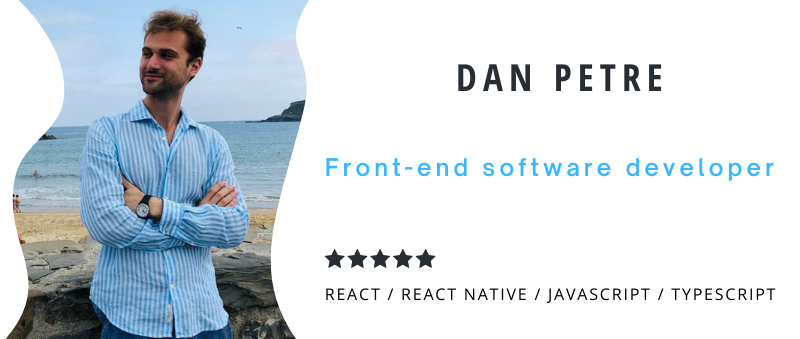 DAN PETRE
Front-end software developer
REACT / REACT NATIVE / JAVASCRIPT / TYPESCRIPT